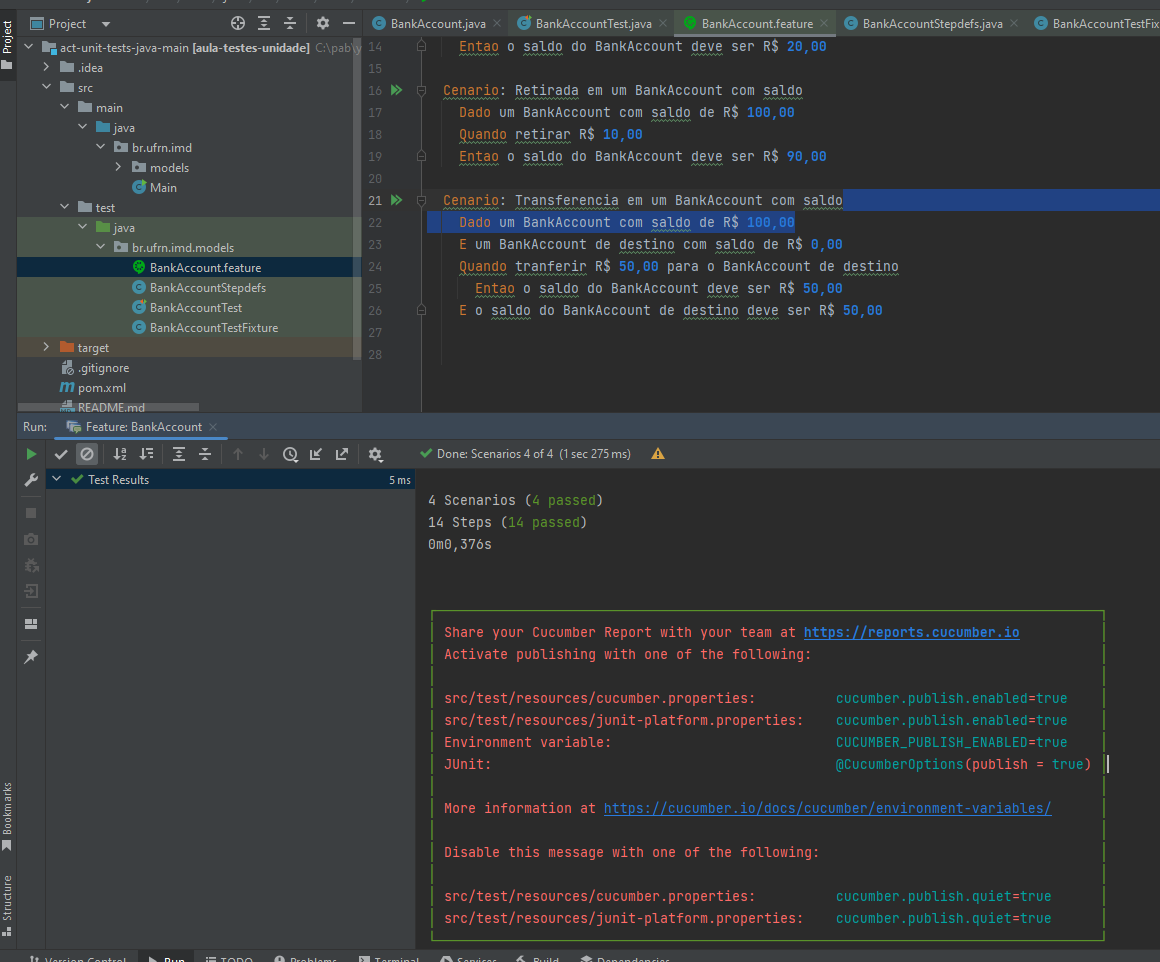 Project
BankAccount.java
BankAccountTest.java
BankAccount.feature
BankAccountStepdefs.java
BankAccountTestFix
Project
act-unit-tests-java-main [aula-testes-unidade] C:\pab\y
.idea
src
main
java
br.ufrn.imd
models
Main
test
java
br.ufrn.imd.models
BankAccount.feature
BankAccountStepdefs
BankAccountTest
BankAccountTestFixture
target
.gitignore
pom.xml
README.md
14 Entao o saldo do BankAccount deve ser R$ 20,00
15
16 Cenario: Retirada em um BankAccount com saldo
17 Dado um BankAccount com saldo de R$ 100,00
18 Quando retirar R$ 10,00
19 Entao o saldo do BankAccount deve ser R$ 90,00
20
21 Cenario: Transferencia em um BankAccount com saldo
22 Dado um BankAccount com saldo de R$ 100,00
23 E um BankAccount de destino com saldo de R$ 0,00
24 Quando tranferir R$ 50,00 para o BankAccount de destino
25 Entao o saldo do BankAccount deve ser R$ 50,00
26 E o saldo do BankAccount de destino deve ser R$ 50,00
27
28
Run: Feature: BankAccount
Done: Scenarios 4 of 4 (1 sec 275 ms)
Test Results 5 ms
4 Scenarios (4 passed)
14 Steps (14 passed)
0m0,376s
Share your Cucumber Report with your team at https://reports.cucumber.io
Activate publishing with one of the following:
src/test/resources/cucumber.properties: cucumber.publish.enabled=true
src/test/resources/junit-platform.properties: cucumber.publish.enabled=true
Environment variable: CUCUMBER_PUBLISH_ENABLED=true
JUnit: @CucumberOptions(publish = true)
More information at https://cucumber.io/docs/cucumber/environment-variables/
Disable this message with one of the following:
src/test/resources/cucumber.properties: cucumber.publish.quiet=true
src/test/resources/junit-platform.properties: cucumber.publish.quiet=true
Bookmarks
Structure
Version Control
Run
TODO
Problems
Terminal
Services
Build
Dependencies